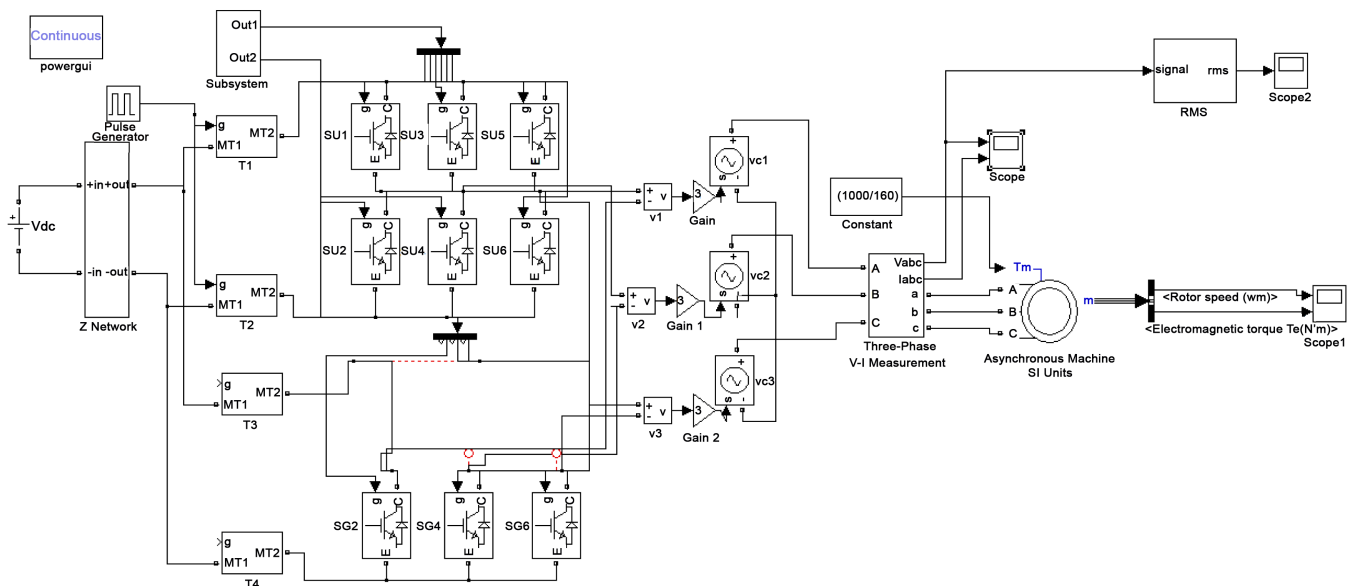 Continuous
powergui
Out1
Out2
Subsystem
Pulse
Generator
g
MT1
MT2
T1
+in +out
-in -out
Z Network
+
Vdc
g
MT1
MT2
T2
g
MT1
MT2
T3
g
MT1
MT2
T4
SU1
g
C
E
SU3
g
C
E
SU5
g
C
E
SU2
g
C
E
SU4
g
C
E
SU6
g
C
E
SG2
g
C
E
SG4
g
C
E
SG6
g
C
E
+
-
v
v1
3
Gain
+
s
-
vc1
+
-
v
v2
3
Gain 1
+
s
-
vc2
+
-
v
v3
3
Gain 2
+
s
-
vc3
(1000/160)
Constant
A
B
C
Vabc
Iabc
a
b
c
Three-Phase
V-I Measurement
Scope
signal
rms
RMS
Scope2
Tm
A
B
C
m
Asynchronous Machine
SI Units
<Rotor speed (wm)>
<Electromagnetic torque Te(N'm)>
Scope1